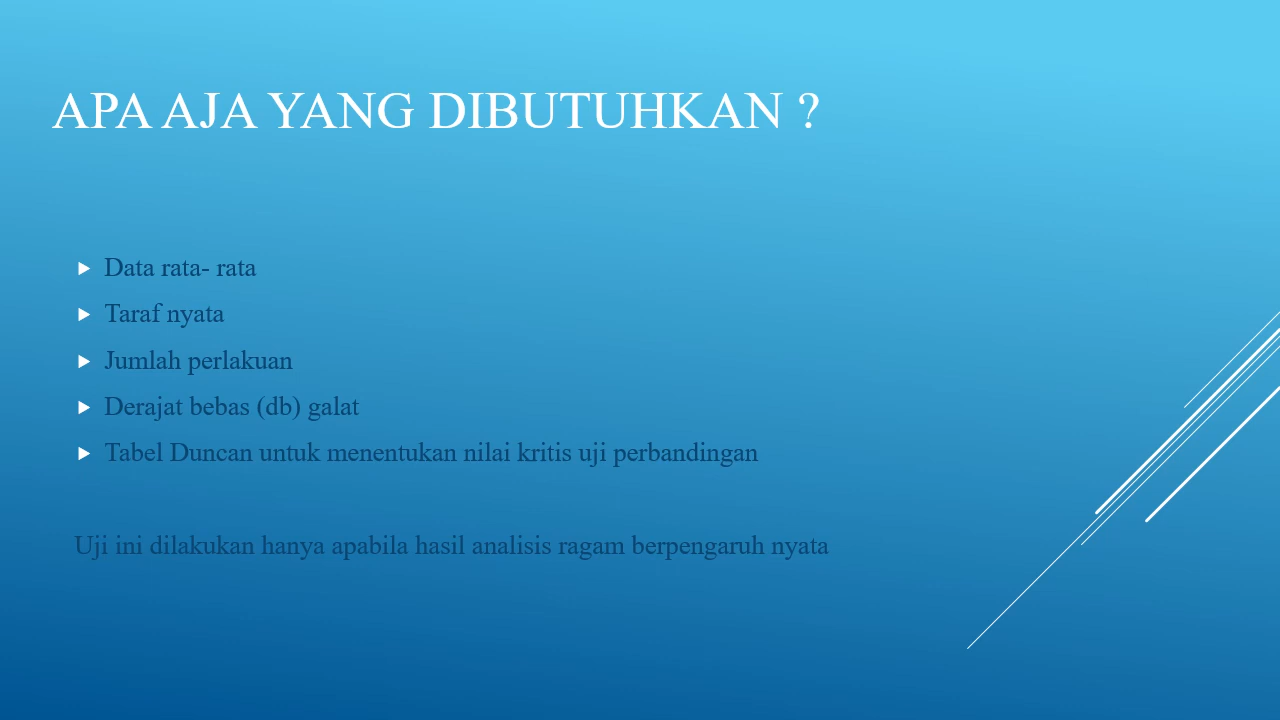 APA AJA YANG DIBUTUHKAN ?
Data rata- rata
Taraf nyata
Jumlah perlakuan
Derajat bebas (db) galat
Tabel Duncan untuk menentukan nilai kritis uji perbandingan
Uji ini dilakukan hanya apabila hasil analisis ragam berpengaruh nyata